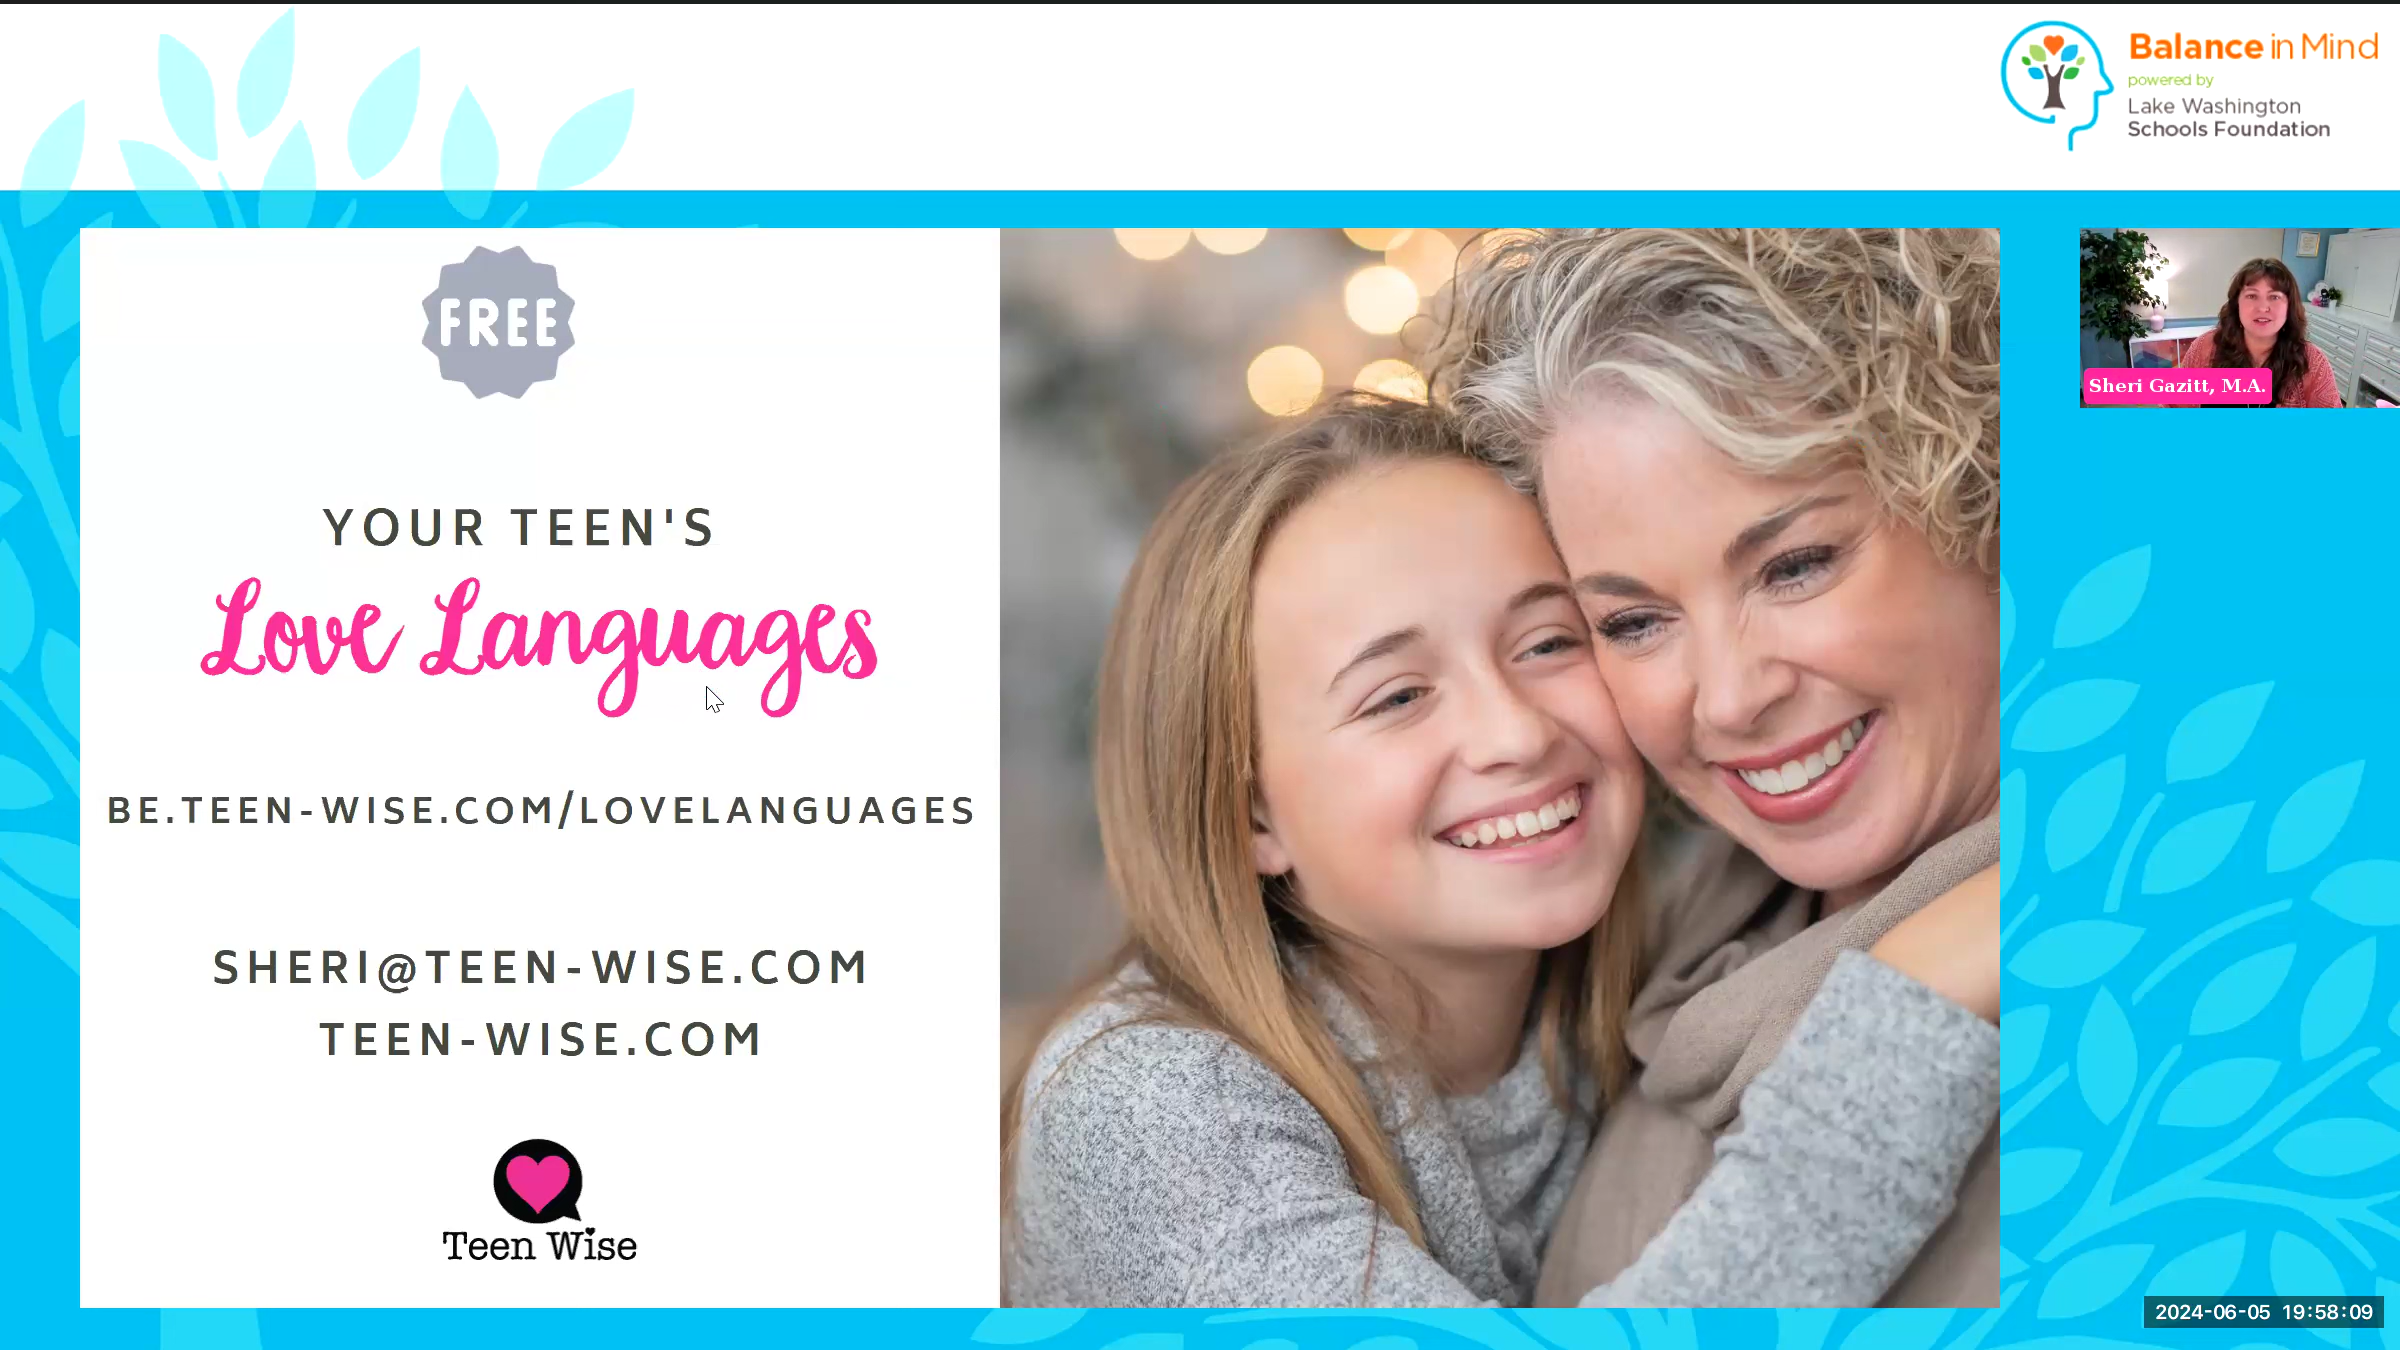 Balance in Mind
powered by
Lake Washington
Schools Foundation
FREE
YOUR TEEN'S
Love Languages
BE.TEEN-WISE.COM/LOVELANGUAGES
SHERI@TEEN-WISE.COM
TEEN-WISE.COM
Teen Wise
Sheri Gazitt, M.A.
2024-06-05 19:58:09